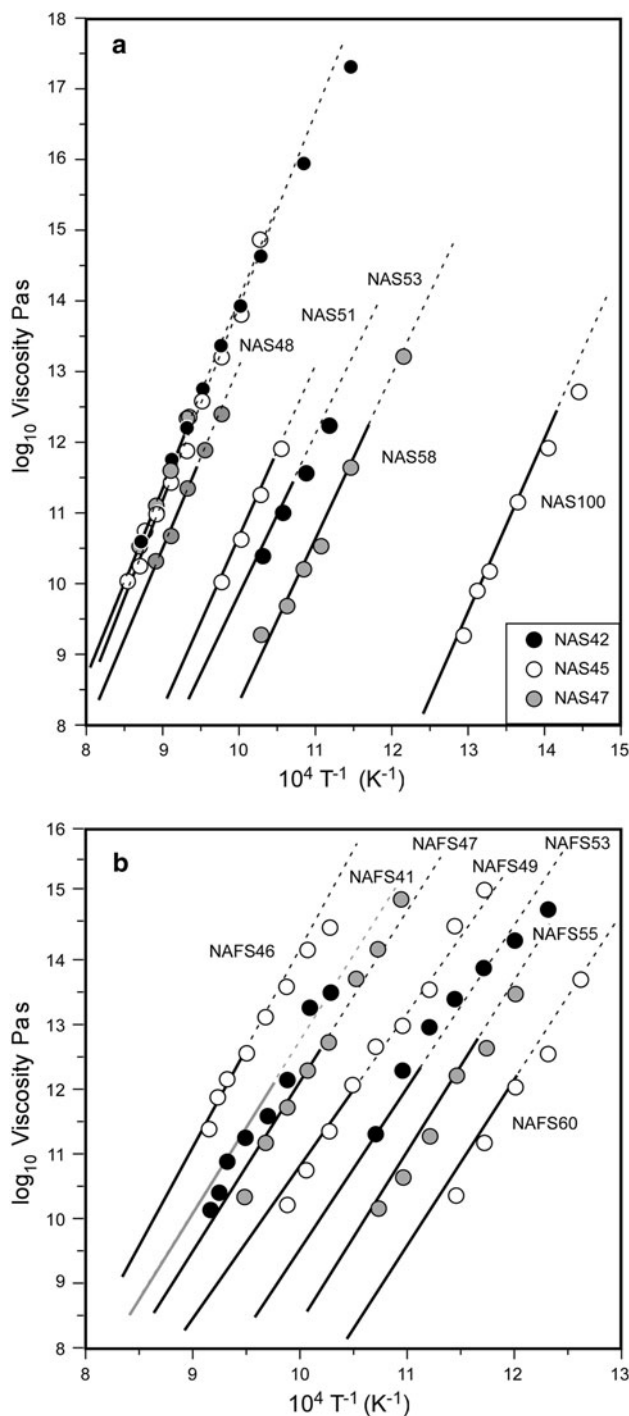 18
a
17
16
15
14
NAS53
NAS51
NAS48
13
12
NAS58
11
NAS100
10
9
8
log10 Viscosity Pas
NAS42
NAS45
NAS47
8 9 10 11 12 13 14 15
10⁴ T⁻¹ (K⁻¹)
16
b
NAFS47
NAFS53
NAFS49
NAFS41
15
NAFS46
NAFS55
14
13
12
NAFS60
11
10
9
8
log10 Viscosity Pas
8 9 10 11 12 13
10⁴ T⁻¹ (K⁻¹)